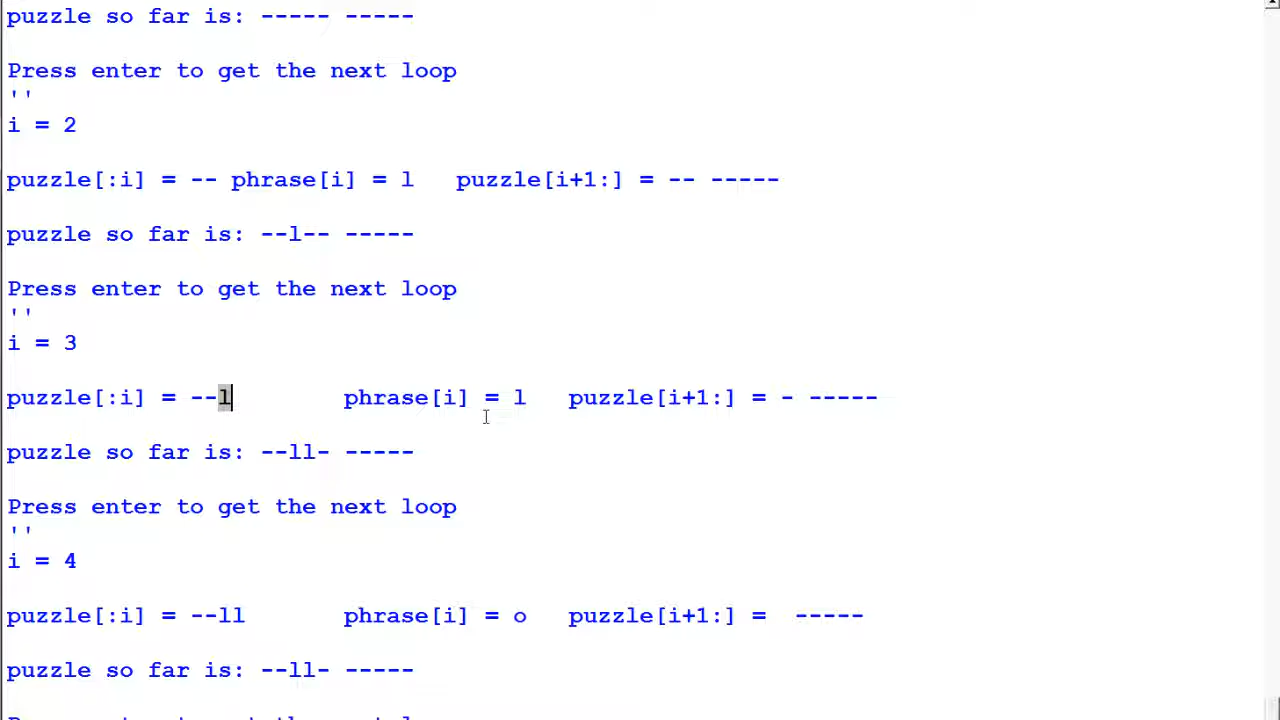 puzzle so far is: ----- -----
Press enter to get the next loop
''
i = 2
puzzle[:i] = -- phrase[i] = l   puzzle[i+1:] = -- -----
puzzle so far is: --l-- -----
Press enter to get the next loop
''
i = 3
puzzle[:i] = --l        phrase[i] = l   puzzle[i+1:] = - -----
puzzle so far is: --ll- -----
Press enter to get the next loop
''
i = 4
puzzle[:i] = --ll       phrase[i] = o   puzzle[i+1:] =  -----
puzzle so far is: --ll- -----